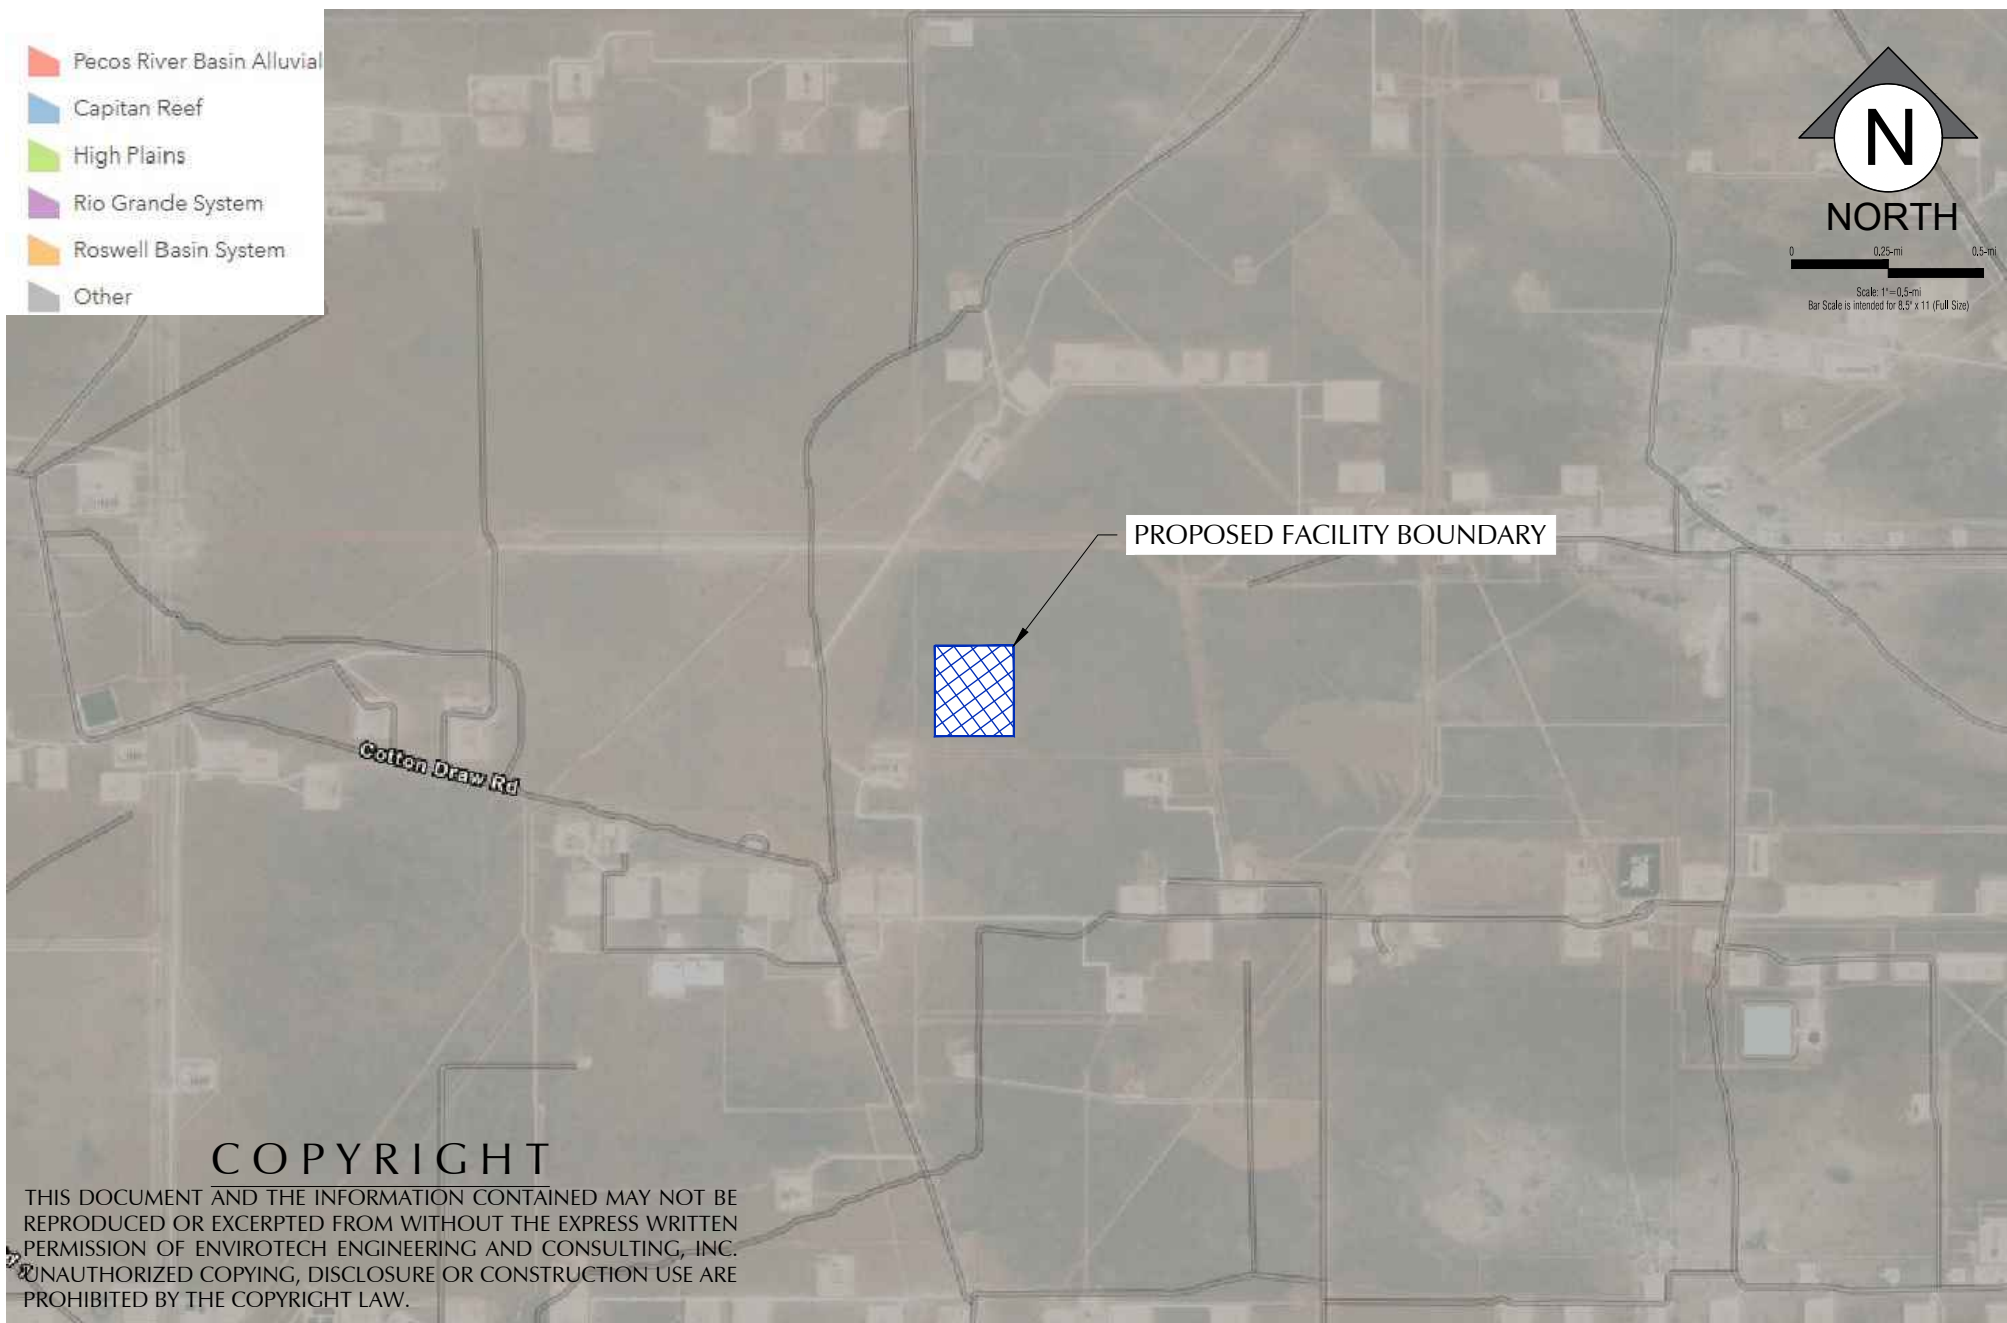 Pecos River Basin Alluvial
Capitan Reef
High Plains
Rio Grande System
Roswell Basin System
Other
N
NORTH
0 0.25-mi 0.5-mi
Scale: 1"=0.5-mi
Bar Scale is intended for 8.5" x 11 (Full Size)
PROPOSED FACILITY BOUNDARY
Cotton Draw Rd
COPYRIGHT
THIS DOCUMENT AND THE INFORMATION CONTAINED MAY NOT BE
REPRODUCED OR EXCERPTED FROM WITHOUT THE EXPRESS WRITTEN
PERMISSION OF ENVIROTECH ENGINEERING AND CONSULTING, INC.
UNAUTHORIZED COPYING, DISCLOSURE OR CONSTRUCTION USE ARE
PROHIBITED BY THE COPYRIGHT LAW.